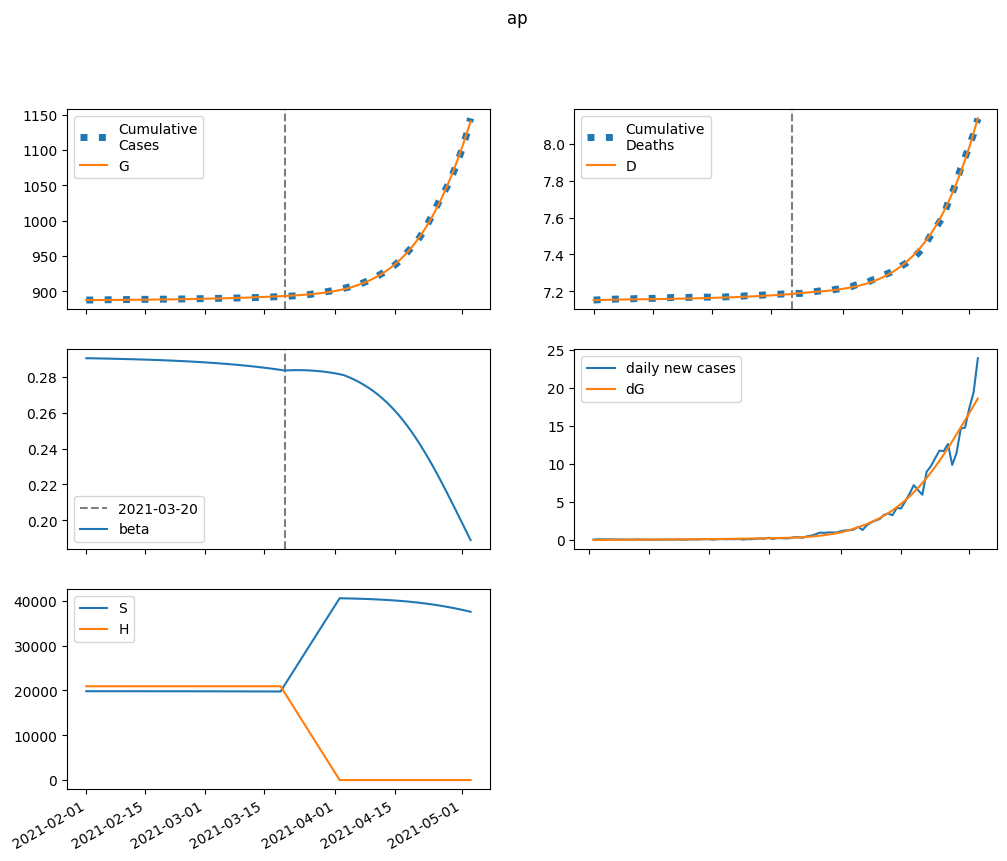 ap
1150
1100
1050
1000
950
900
Cumulative
Cases
G
8.0
7.8
7.6
7.4
7.2
Cumulative
Deaths
D
0.28
0.26
0.24
0.22
0.20
2021-03-20
beta
25
20
15
10
5
0
daily new cases
dG
40000
30000
20000
10000
0
S
H
2021-02-01
2021-02-15
2021-03-01
2021-03-15
2021-04-01
2021-04-15
2021-05-01